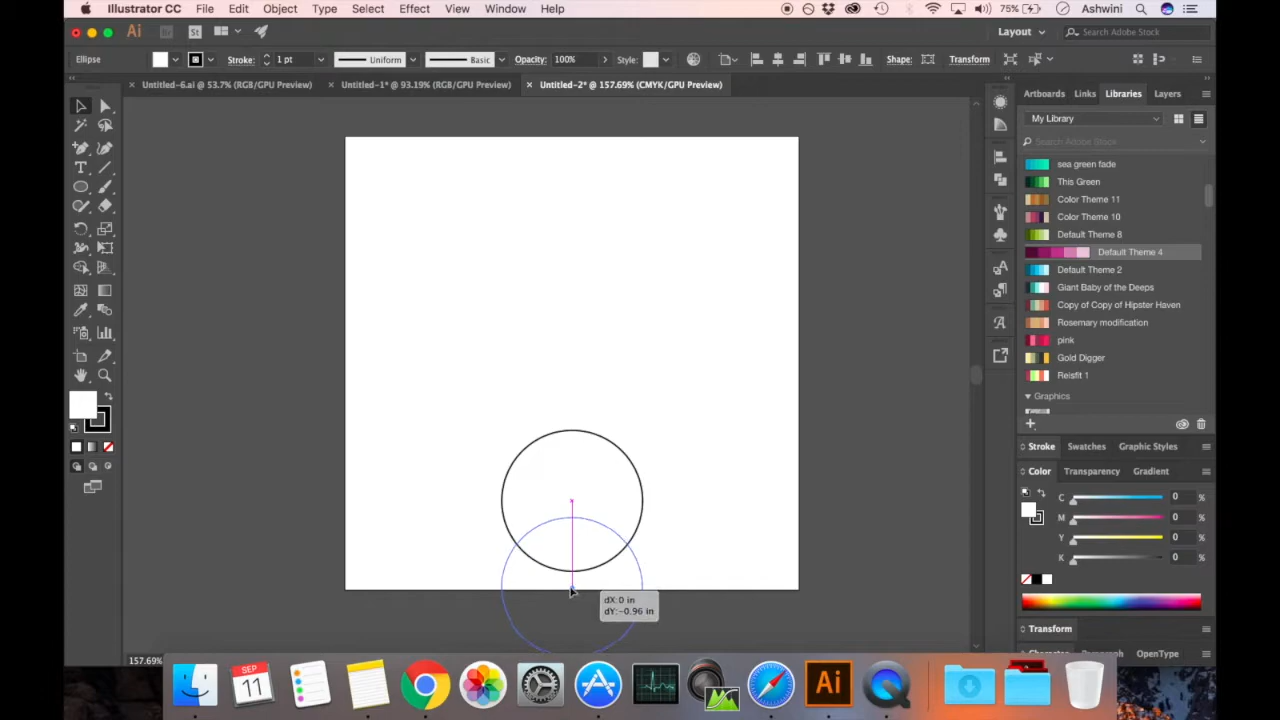 Illustrator CC File Edit Object Type Select Effect View Window Help 75% Ashwini
Ai Br St Layout Search Adobe Stock
Ellipse Stroke: 1 pt Uniform Basic Opacity: 100% Style: Shape: Transform
× Untitled-6.ai @ 53.7% (RGB/GPU Preview) × Untitled-1* @ 93.19% (RGB/GPU Preview) × Untitled-2* @ 157.69% (CMYK/GPU Preview)
Artboards Links Libraries Layers
My Library
Search Adobe Stock
sea green fade
This Green
Color Theme 11
Color Theme 10
Default Theme 8
Default Theme 4
Default Theme 2
Giant Baby of the Deeps
Copy of Copy of Hipster Haven
Rosemary modification
pink
Gold Digger
Reisfit 1
Graphics
Stroke Swatches Graphic Styles
Color Transparency Gradient
C 0 %
M 0 %
Y 0 %
K 0 %
dX: 0 in
dY: -0.96 in
Transform
Character OpenType
157.69%
SEP
11
Ai